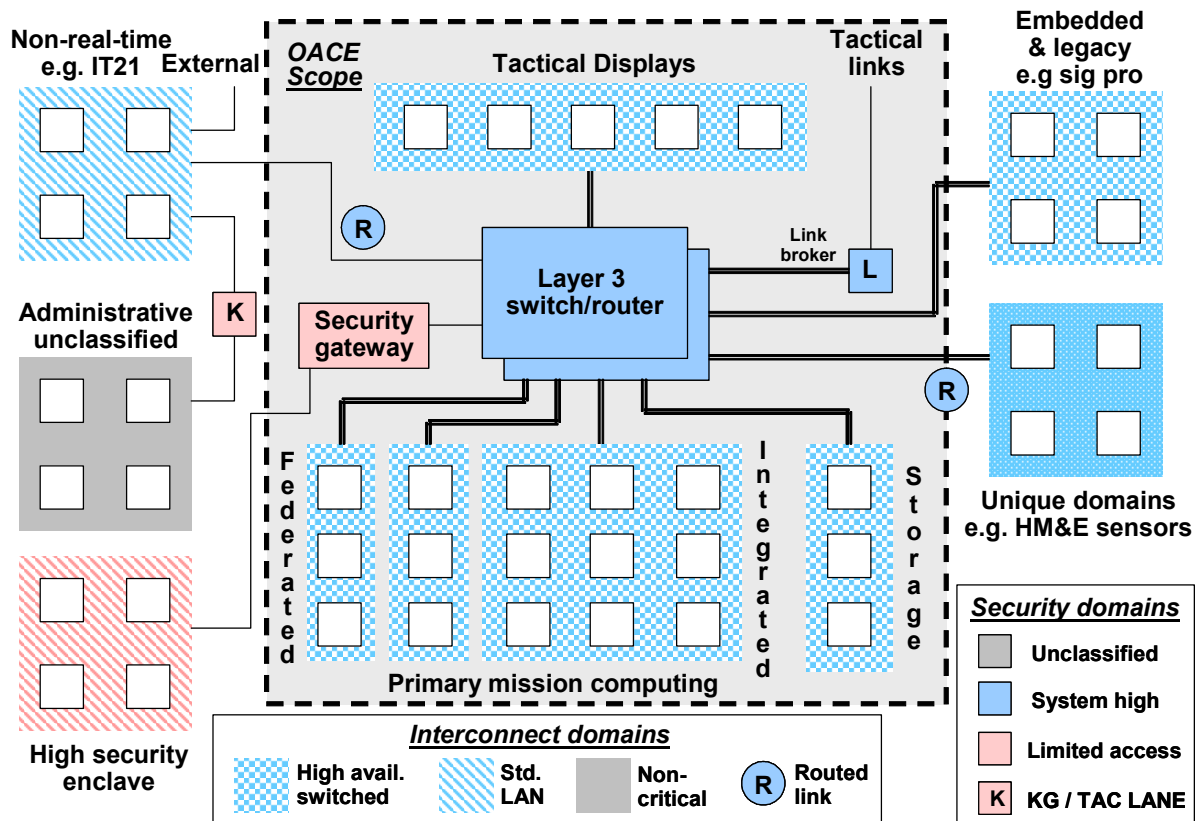 Non-real-time
e.g. IT21
External
OACE
Scope
Tactical Displays
Tactical
links
Embedded
& legacy
e.g sig pro
R
Link
broker
L
Layer 3
switch/router
K
Security
gateway
Administrative
unclassified
R
Federated
Integrated
Storage
Primary mission computing
Unique domains
e.g. HM&E sensors
High security
enclave
Interconnect domains
High avail.
switched
Std.
LAN
Non-
critical
R
Routed
link
Security domains
Unclassified
System high
Limited access
K
KG / TAC LANE